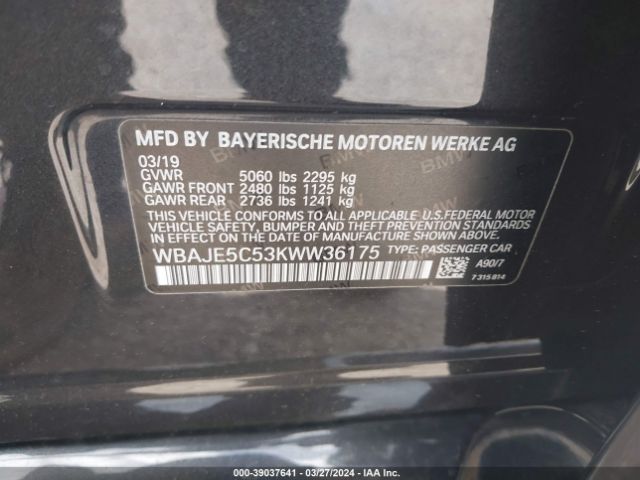 MFD BY BAYERISCHE MOTOREN WERKE AG
03/19
GVWR 5060 lbs 2295 kg
GAWR FRONT 2480 lbs 1125 kg
GAWR REAR 2736 lbs 1241 kg
THIS VEHICLE CONFORMS TO ALL APPLICABLE U.S.FEDERAL MOTOR
VEHICLE SAFETY, BUMPER AND THEFT PREVENTION STANDARDS IN
EFFECT ON THE DATE OF MANUFACTURE SHOWN ABOVE.
WBAJE5C53KWW36175 TYPE: PASSENGER CAR
A90/7
7315814
000-39037641 / 03/27/2024 / IAA Inc.